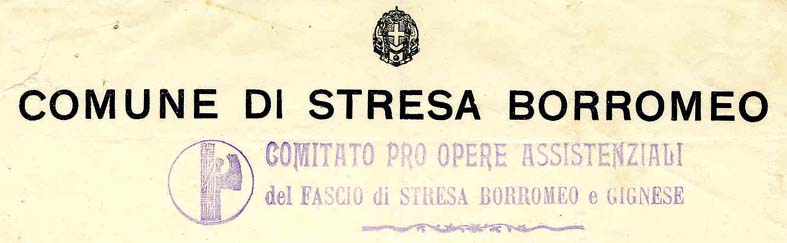 COMUNE DI STRESA BORROMEO
COMITATO PRO OPERE ASSISTENZIALI
del FASCIO di STRESA BORROMEO e GIGNESE